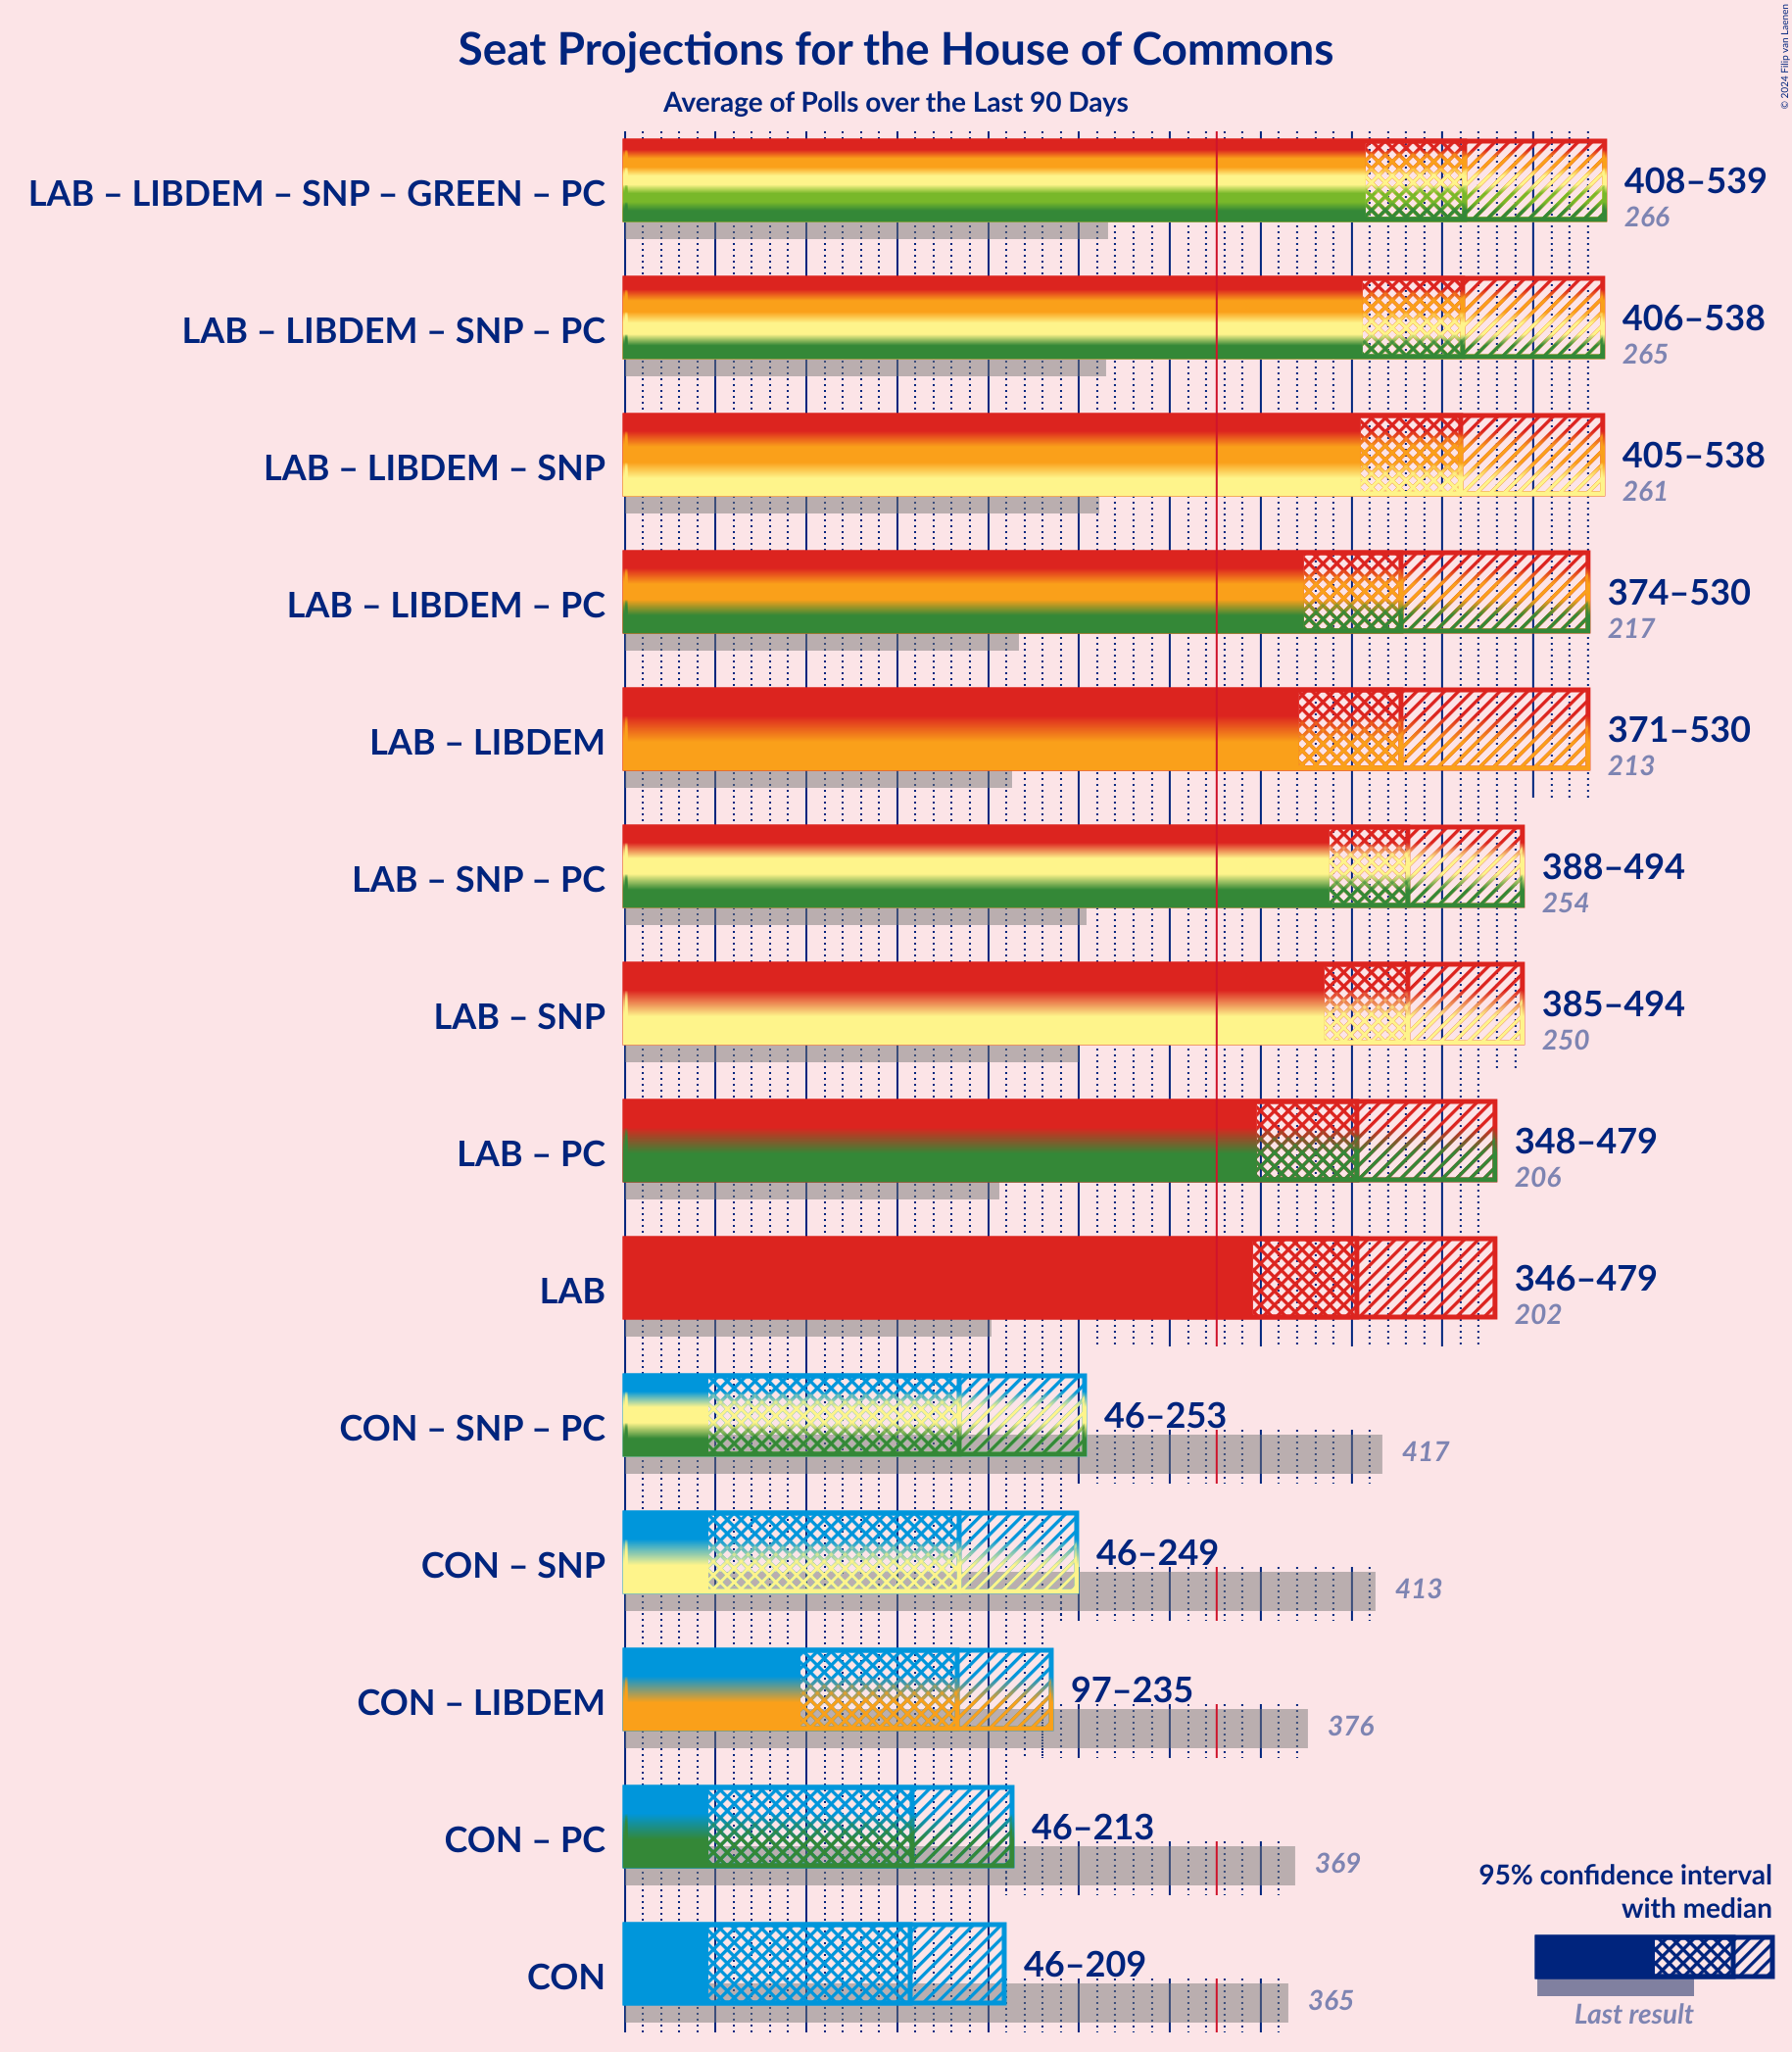 Seat Projections for the House of Commons
Average of Polls over the Last 90 Days
© 2024 Filip van Laenen
LAB – LIBDEM – SNP – GREEN – PC
408–539
266
LAB – LIBDEM – SNP – PC
406–538
265
LAB – LIBDEM – SNP
405–538
261
LAB – LIBDEM – PC
374–530
217
LAB – LIBDEM
371–530
213
LAB – SNP – PC
388–494
254
LAB – SNP
385–494
250
LAB – PC
348–479
206
LAB
346–479
202
CON – SNP – PC
46–253
417
CON – SNP
46–249
413
CON – LIBDEM
97–235
376
CON – PC
46–213
369
CON
46–209
365
95% confidence interval
with median
Last result